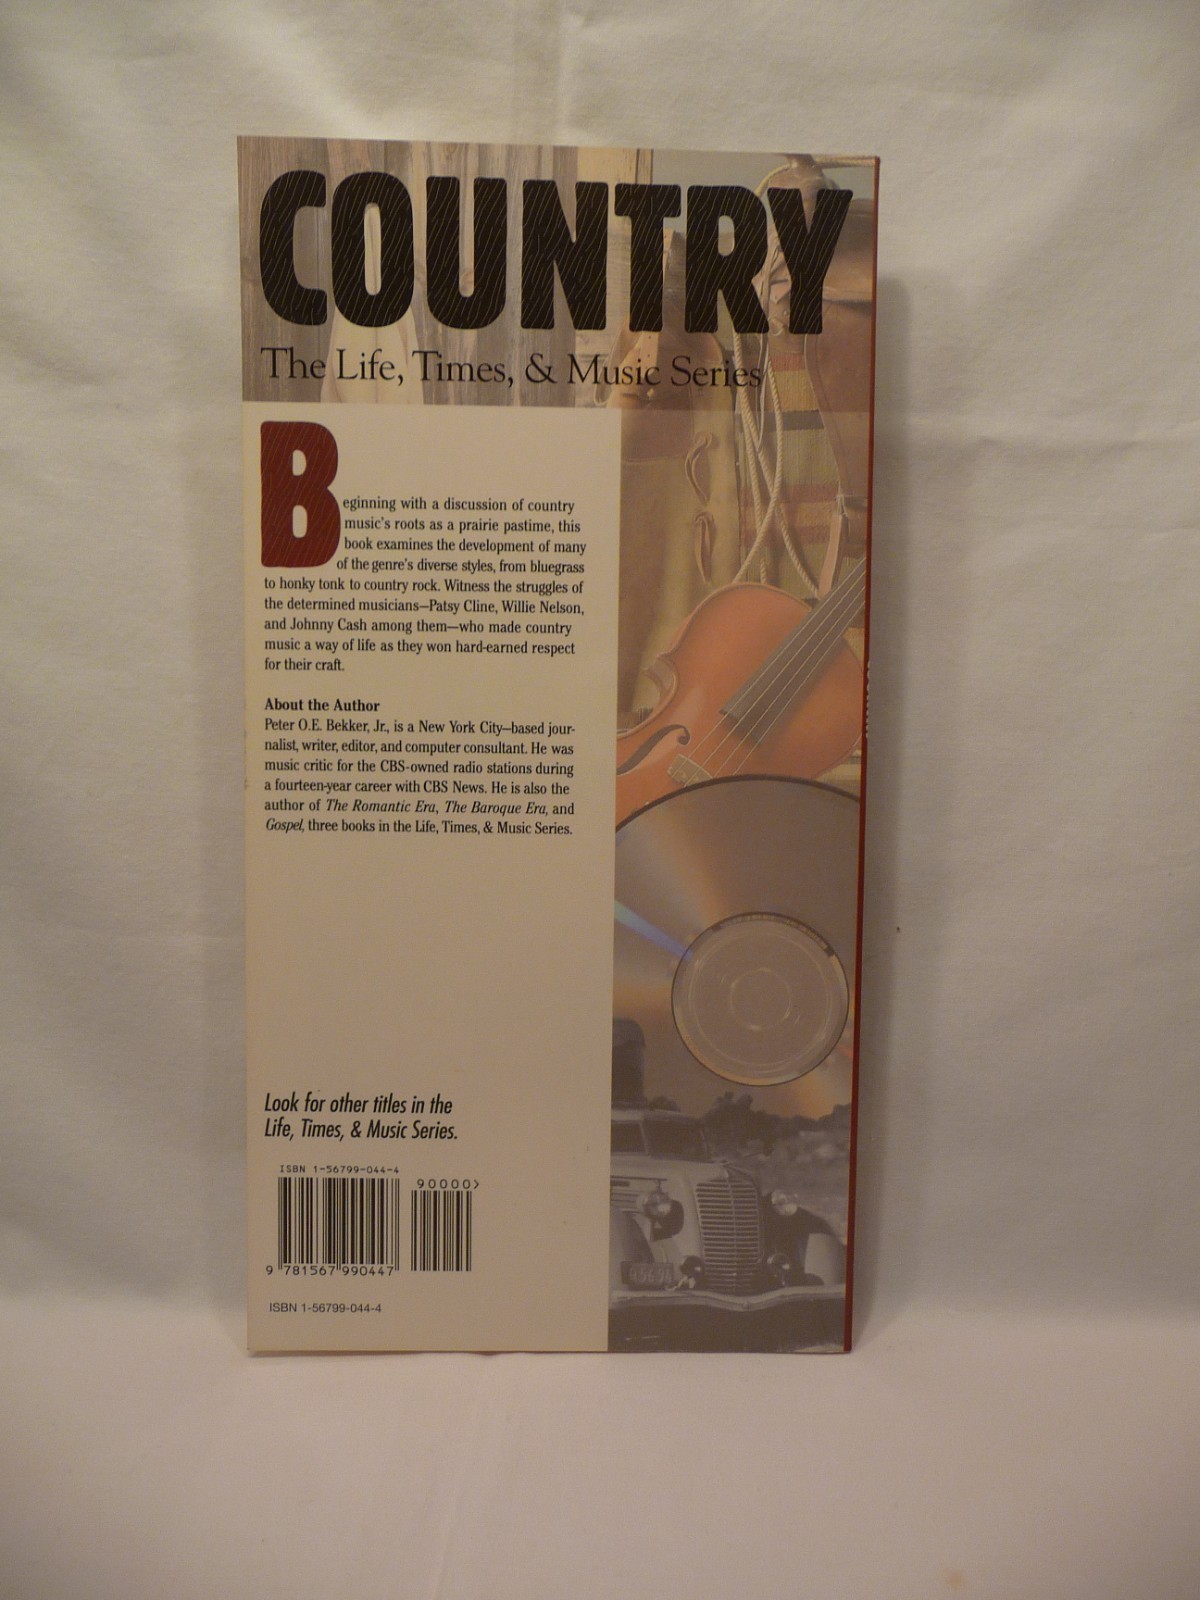 COUNTRY
The Life, Times, & Music Series
Beginning with a discussion of country
music's roots as a prairie pastime, this
book examines the development of many
of the genre's diverse styles, from bluegrass
to honky tonk to country rock. Witness the struggles of
the determined musicians—Patsy Cline, Willie Nelson,
and Johnny Cash among them—who made country
music a way of life as they won hard-earned respect
for their craft.
About the Author
Peter O.E. Bekker, Jr., is a New York City–based jour-
nalist, writer, editor, and computer consultant. He was
music critic for the CBS-owned radio stations during
a fourteen-year career with CBS News. He is also the
author of The Romantic Era, The Baroque Era, and
Gospel, three books in the Life, Times, & Music Series.
Look for other titles in the
Life, Times, & Music Series.
ISBN 1-56799-044-4
90000>
9 781567 990447
ISBN 1-56799-044-4